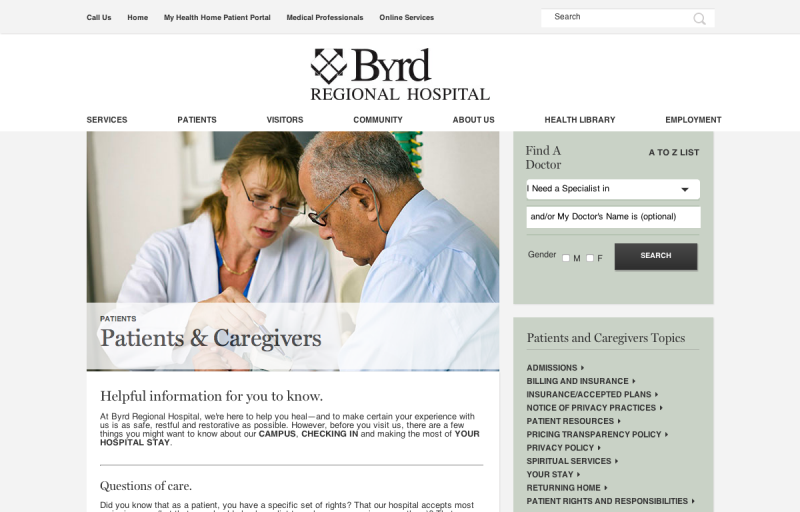 Call Us
Home
My Health Home Patient Portal
Medical Professionals
Online Services
Search
Byrd
REGIONAL HOSPITAL
SERVICES
PATIENTS
VISITORS
COMMUNITY
ABOUT US
HEALTH LIBRARY
EMPLOYMENT
PATIENTS
Patients & Caregivers
Helpful information for you to know.
At Byrd Regional Hospital, we're here to help you heal—and to make certain your experience with
us is as safe, restful and restorative as possible. However, before you visit us, there are a few
things you might want to know about our CAMPUS, CHECKING IN and making the most of YOUR
HOSPITAL STAY.
Questions of care.
Did you know that as a patient, you have a specific set of rights? That our hospital accepts most
Find A
Doctor
A TO Z LIST
I Need a Specialist in
and/or My Doctor's Name is (optional)
Gender
M
F
SEARCH
Patients and Caregivers Topics
ADMISSIONS
BILLING AND INSURANCE
INSURANCE/ACCEPTED PLANS
NOTICE OF PRIVACY PRACTICES
PATIENT RESOURCES
PRICING TRANSPARENCY POLICY
PRIVACY POLICY
SPIRITUAL SERVICES
YOUR STAY
RETURNING HOME
PATIENT RIGHTS AND RESPONSIBILITIES